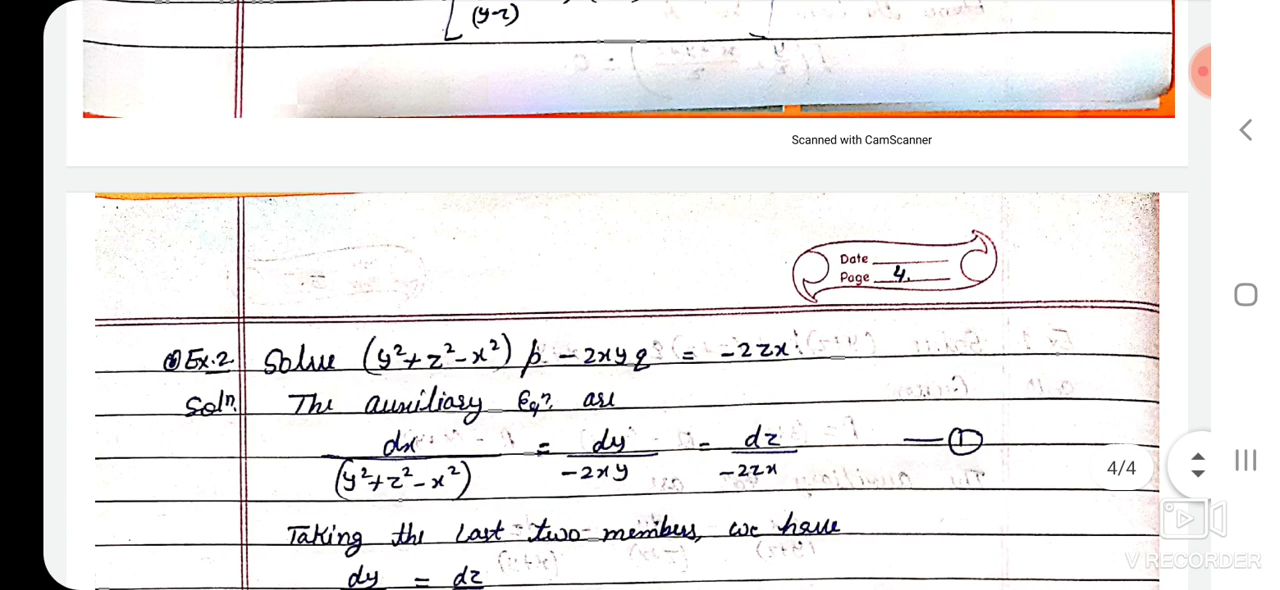 (y-z)
Scanned with CamScanner
Date
Page 4.
Ex.2 Solve (y²+z²-x²) p - 2xyq = -2zx
Solⁿ. The auxiliary Eqⁿ. are
dx/(y²+z²-x²) = dy/-2xy = dz/-2zx —①
4/4
Taking the Last two members, we have
dy = dz
V RECORDER